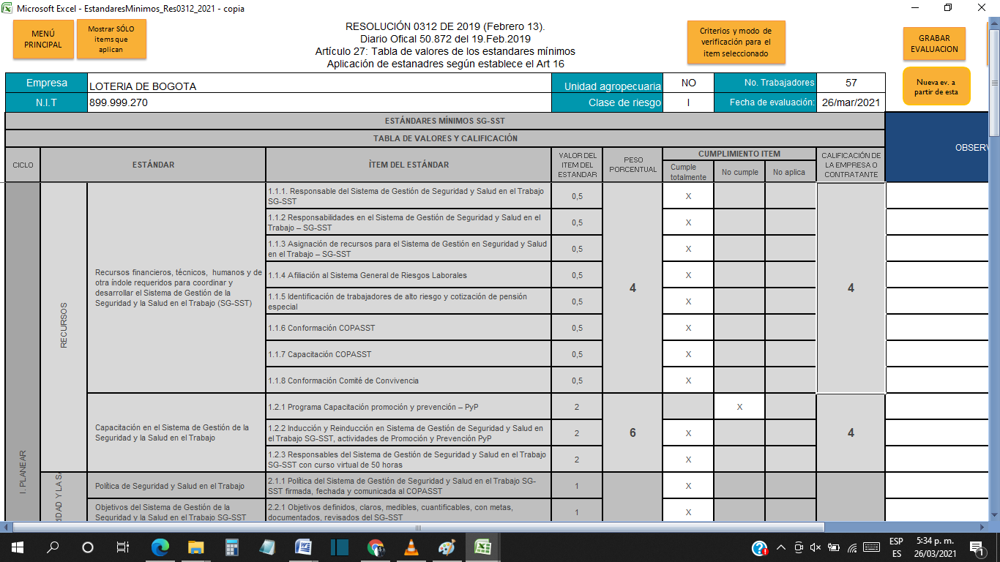 Microsoft Excel - EstandaresMinimos_Res0312_2021 - copia
MENÚ
PRINCIPAL
Mostrar SÓLO
items que
aplican
RESOLUCIÓN 0312 DE 2019 (Febrero 13).
Diario Ofical 50.872 del 19.Feb.2019
Artículo 27: Tabla de valores de los estandares mínimos
Aplicación de estanadres según establece el Art 16
Criterios y modo de
verificación para el
item seleccionado
GRABAR
EVALUACION
Nueva ev. a
partir de esta
Empresa
LOTERIA DE BOGOTA
Unidad agropecuaria
NO
No. Trabajadores
57
N.I.T
899.999.270
Clase de riesgo
I
Fecha de evaluación:
26/mar/2021
ESTÁNDARES MÍNIMOS SG-SST
TABLA DE VALORES Y CALIFICACIÓN
OBSERV
CICLO
ESTÁNDAR
ÍTEM DEL ESTÁNDAR
VALOR DEL
ITEM DEL
ESTANDAR
PESO
PORCENTUAL
CUMPLIMIENTO ITEM
Cumple
totalmente
No cumple
No aplica
CALIFICACIÓN DE
LA EMPRESA O
CONTRATANTE
I. PLANEAR
RECURSOS
Recursos financieros, técnicos, humanos y de
otra índole requeridos para coordinar y
desarrollar el Sistema de Gestión de la
Seguridad y la Salud en el Trabajo (SG-SST)
1.1.1. Responsable del Sistema de Gestión de Seguridad y Salud en el Trabajo
SG-SST
0,5
X
1.1.2 Responsabilidades en el Sistema de Gestión de Seguridad y Salud en el
Trabajo – SG-SST
0,5
X
1.1.3 Asignación de recursos para el Sistema de Gestión en Seguridad y Salud
en el Trabajo – SG-SST
0,5
X
1.1.4 Afiliación al Sistema General de Riesgos Laborales
0,5
X
1.1.5 Identificación de trabajadores de alto riesgo y cotización de pensión
especial
0,5
X
1.1.6 Conformación COPASST
0,5
X
1.1.7 Capacitación COPASST
0,5
X
1.1.8 Conformación Comité de Convivencia
0,5
X
4
4
Capacitación en el Sistema de Gestión de la
Seguridad y la Salud en el Trabajo
1.2.1 Programa Capacitación promoción y prevención – PyP
2
X
1.2.2 Inducción y Reinducción en Sistema de Gestión de Seguridad y Salud en
el Trabajo SG-SST, actividades de Promoción y Prevención PyP
2
X
1.2.3 Responsables del Sistema de Gestión de Seguridad y Salud en el Trabajo
SG-SST con curso virtual de 50 horas
2
X
6
4
RIDAD Y LA SA
Política de Seguridad y Salud en el Trabajo
2.1.1 Política del Sistema de Gestión de Seguridad y Salud en el Trabajo SG-
SST firmada, fechada y comunicada al COPASST
1
X
Objetivos del Sistema de Gestión de la
Seguridad y la Salud en el Trabajo SG-SST
2.2.1 Objetivos definidos, claros, medibles, cuantificables, con metas,
documentados, revisados del SG-SST
1
X
ESP
ES
5:34 p. m.
26/03/2021
1